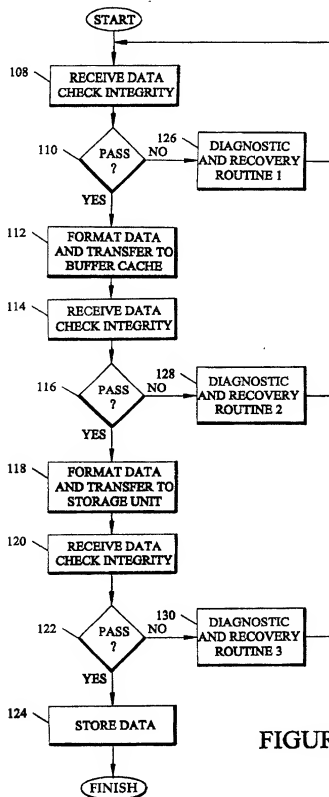 START
108
RECEIVE DATA
CHECK INTEGRITY
110
PASS
?
NO
YES
126
DIAGNOSTIC
AND RECOVERY
ROUTINE 1
112
FORMAT DATA
AND TRANSFER TO
BUFFER CACHE
114
RECEIVE DATA
CHECK INTEGRITY
116
PASS
?
NO
YES
128
DIAGNOSTIC
AND RECOVERY
ROUTINE 2
118
FORMAT DATA
AND TRANSFER TO
STORAGE UNIT
120
RECEIVE DATA
CHECK INTEGRITY
122
PASS
?
NO
YES
130
DIAGNOSTIC
AND RECOVERY
ROUTINE 3
124
STORE DATA
FIGUR
FINISH